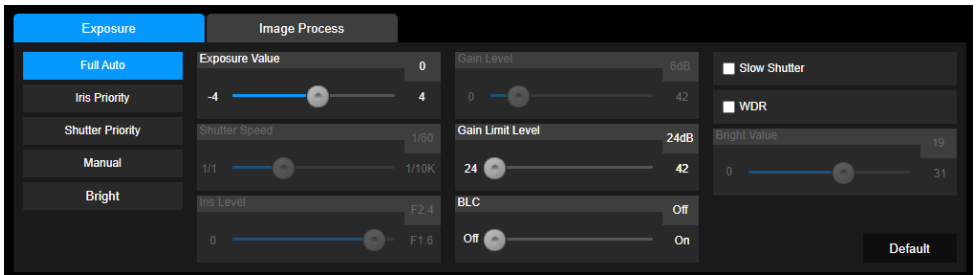 Exposure
Image Process
Full Auto
Iris Priority
Shutter Priority
Manual
Bright
Exposure Value 0
-4 4
Shutter Speed 1/60
1/1 1/10K
Iris Level F2.4
0 F1.6
Gain Level 6dB
0 42
Gain Limit Level 24dB
24 42
BLC Off
Off On
Slow Shutter
WDR
Bright Value 19
0 31
Default